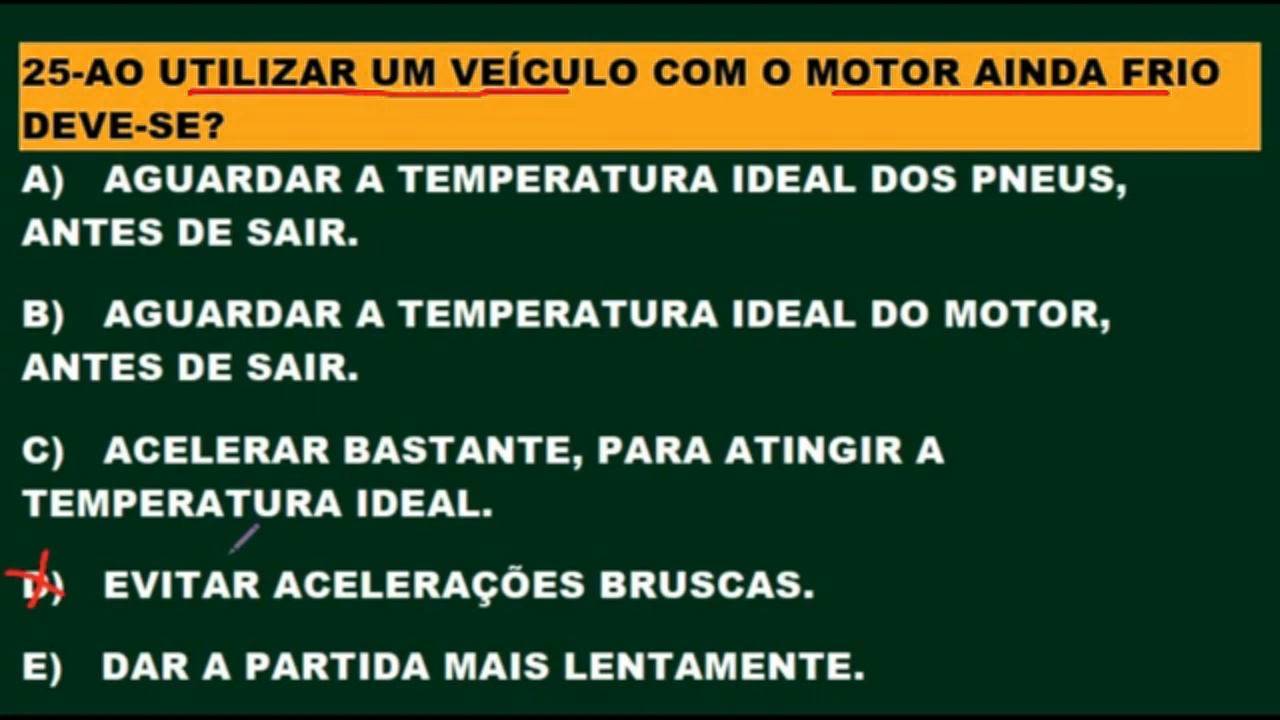 25-AO UTILIZAR UM VEÍCULO COM O MOTOR AINDA FRIO
DEVE-SE?
A) AGUARDAR A TEMPERATURA IDEAL DOS PNEUS,
ANTES DE SAIR.
B) AGUARDAR A TEMPERATURA IDEAL DO MOTOR,
ANTES DE SAIR.
C) ACELERAR BASTANTE, PARA ATINGIR A
TEMPERATURA IDEAL.
D) EVITAR ACELERAÇÕES BRUSCAS.
E) DAR A PARTIDA MAIS LENTAMENTE.